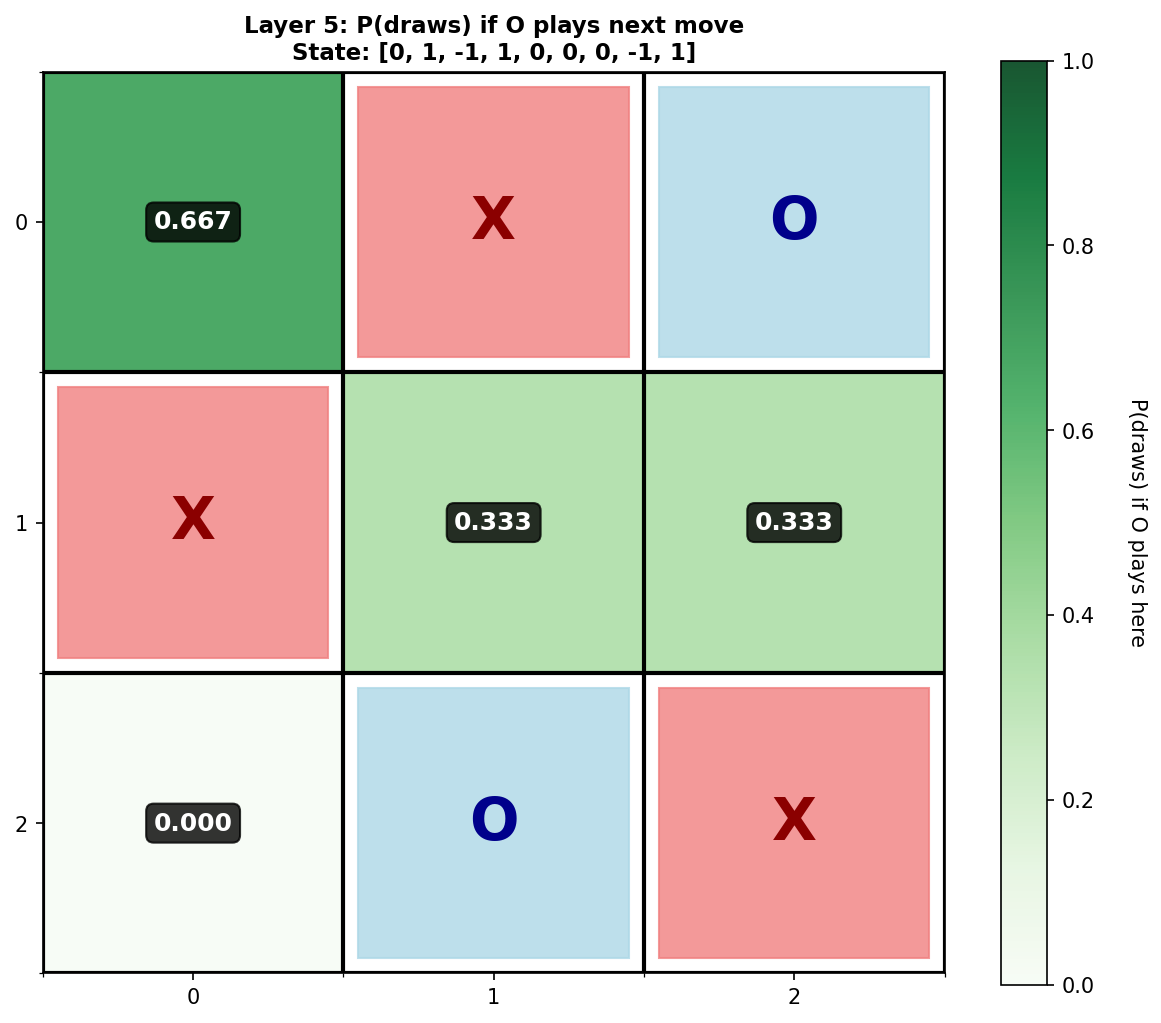 Layer 5: P(draws) if O plays next move
State: [0, 1, -1, 1, 0, 0, 0, -1, 1]
0
0.667
X
O
1
X
0.333
0.333
2
0.000
O
X
0
1
2
1.0
0.8
0.6
0.4
0.2
0.0
P(draws) if O plays here